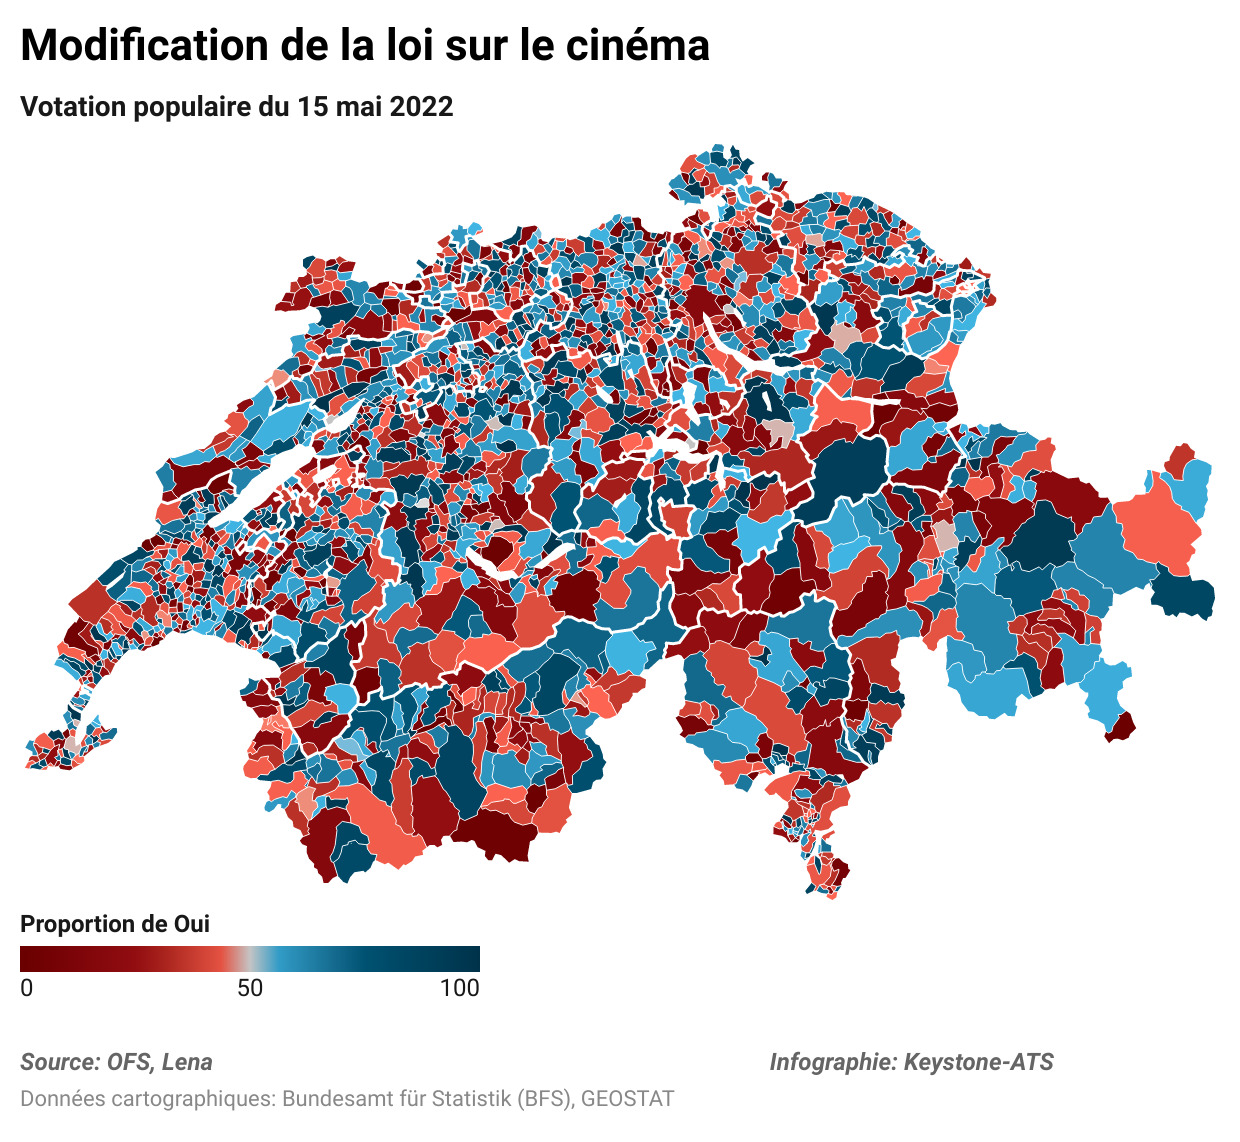 Modification de la loi sur le cinéma
Votation populaire du 15 mai 2022
Proportion de Oui
0 50 100
Source: OFS, Lena
Infographie: Keystone-ATS
Données cartographiques: Bundesamt für Statistik (BFS), GEOSTAT